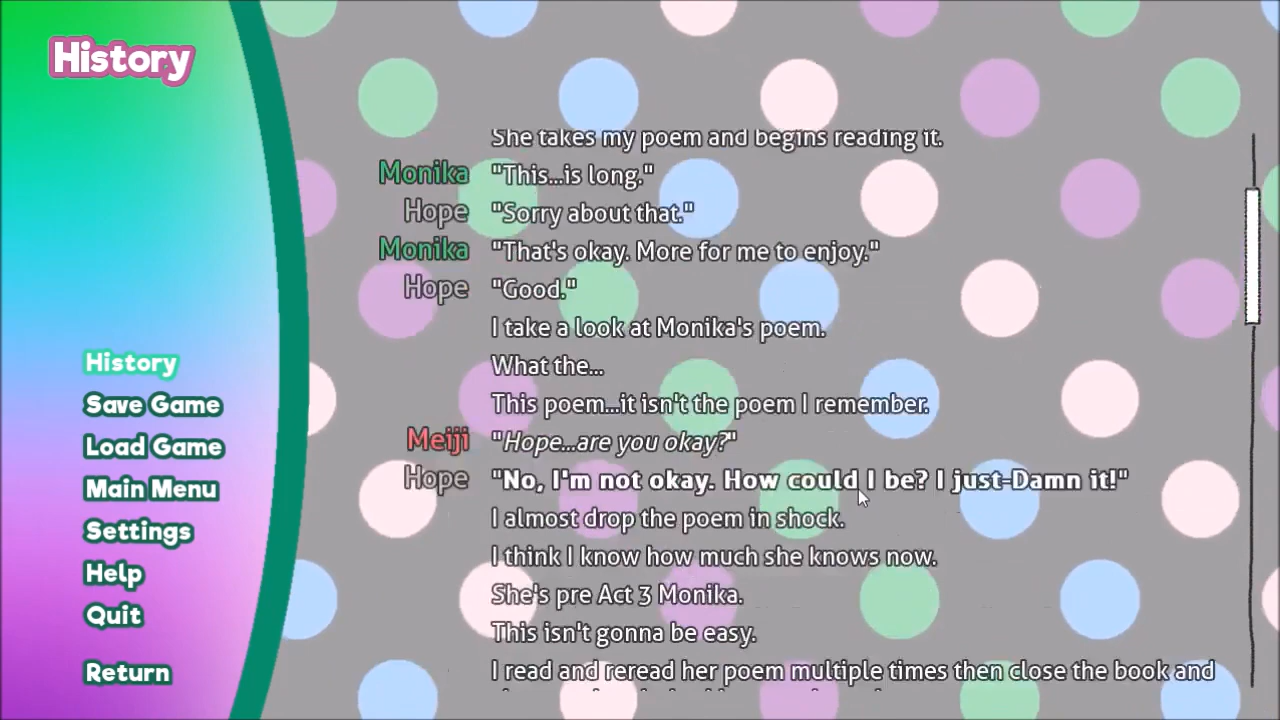 History
She takes my poem and begins reading it.
Monika "This...is long."
Hope "Sorry about that."
Monika "That's okay. More for me to enjoy."
Hope "Good."
I take a look at Monika's poem.
What the...
This poem...it isn't the poem I remember.
Meiji "Hope...are you okay?"
Hope "No, I'm not okay. How could I be? I just-Damn it!"
I almost drop the poem in shock.
I think I know how much she knows now.
She's pre Act 3 Monika.
This isn't gonna be easy.
I read and reread her poem multiple times then close the book and
History
Save Game
Load Game
Main Menu
Settings
Help
Quit
Return